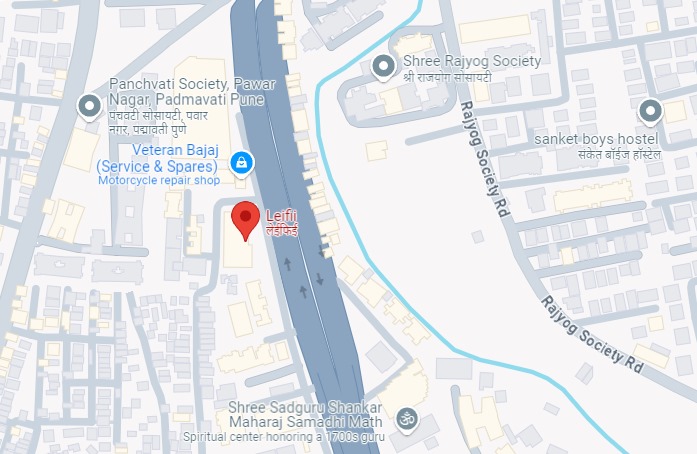 Shree Rajyog Society
श्री राजयोग सोसायटी
Panchvati Society, Pawar
Nagar, Padmavati Pune
पंचवटी सोसायटी, पवार
नगर, पद्मावती पुणे
Rajyog Society Rd
sanket boys hostel
संकेत बॉईज हॉस्टेल
Veteran Bajaj
(Service & Spares)
Motorcycle repair shop
Leifii
लेईफिई
Rajyog Society Rd
Shree Sadguru Shankar
Maharaj Samadhi Math
Spiritual center honoring a 1700s guru
ॐ